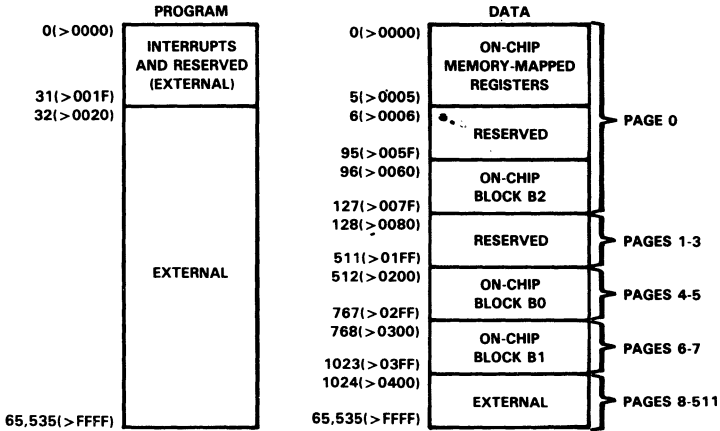 PROGRAM
0(>0000)
INTERRUPTS
AND RESERVED
(EXTERNAL)
31(>001F)
32(>0020)
EXTERNAL
65,535(>FFFF)
DATA
0(>0000)
ON-CHIP
MEMORY-MAPPED
REGISTERS
5(>0005)
6(>0006)
RESERVED
95(>005F)
96(>0060)
ON-CHIP
BLOCK B2
127(>007F)
PAGE 0
128(>0080)
RESERVED
511(>01FF)
PAGES 1-3
512(>0200)
ON-CHIP
BLOCK B0
767(>02FF)
PAGES 4-5
768(>0300)
ON-CHIP
BLOCK B1
1023(>03FF)
PAGES 6-7
1024(>0400)
EXTERNAL
65,535(>FFFF)
PAGES 8-511